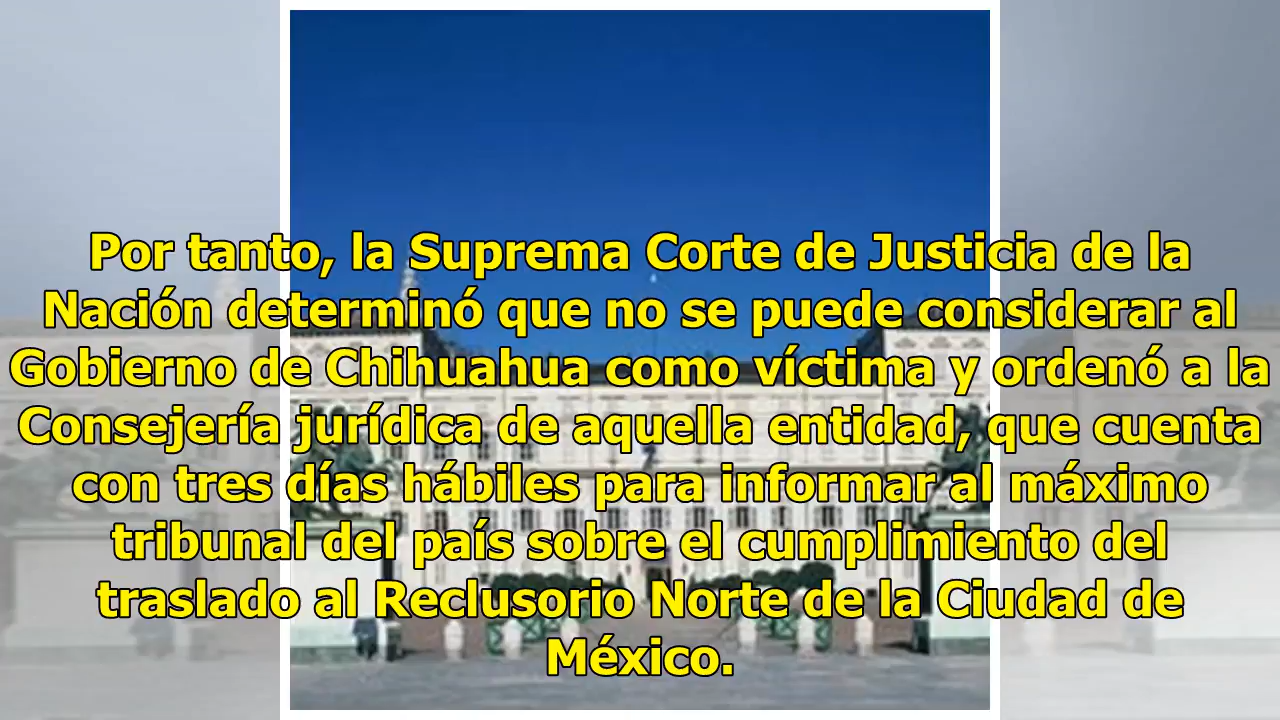 Por tanto, la Suprema Corte de Justicia de la
Nación determinó que no se puede considerar al
Gobierno de Chihuahua como víctima y ordenó a la
Consejería jurídica de aquella entidad, que cuenta
con tres días hábiles para informar al máximo
tribunal del país sobre el cumplimiento del
traslado al Reclusorio Norte de la Ciudad de
México.